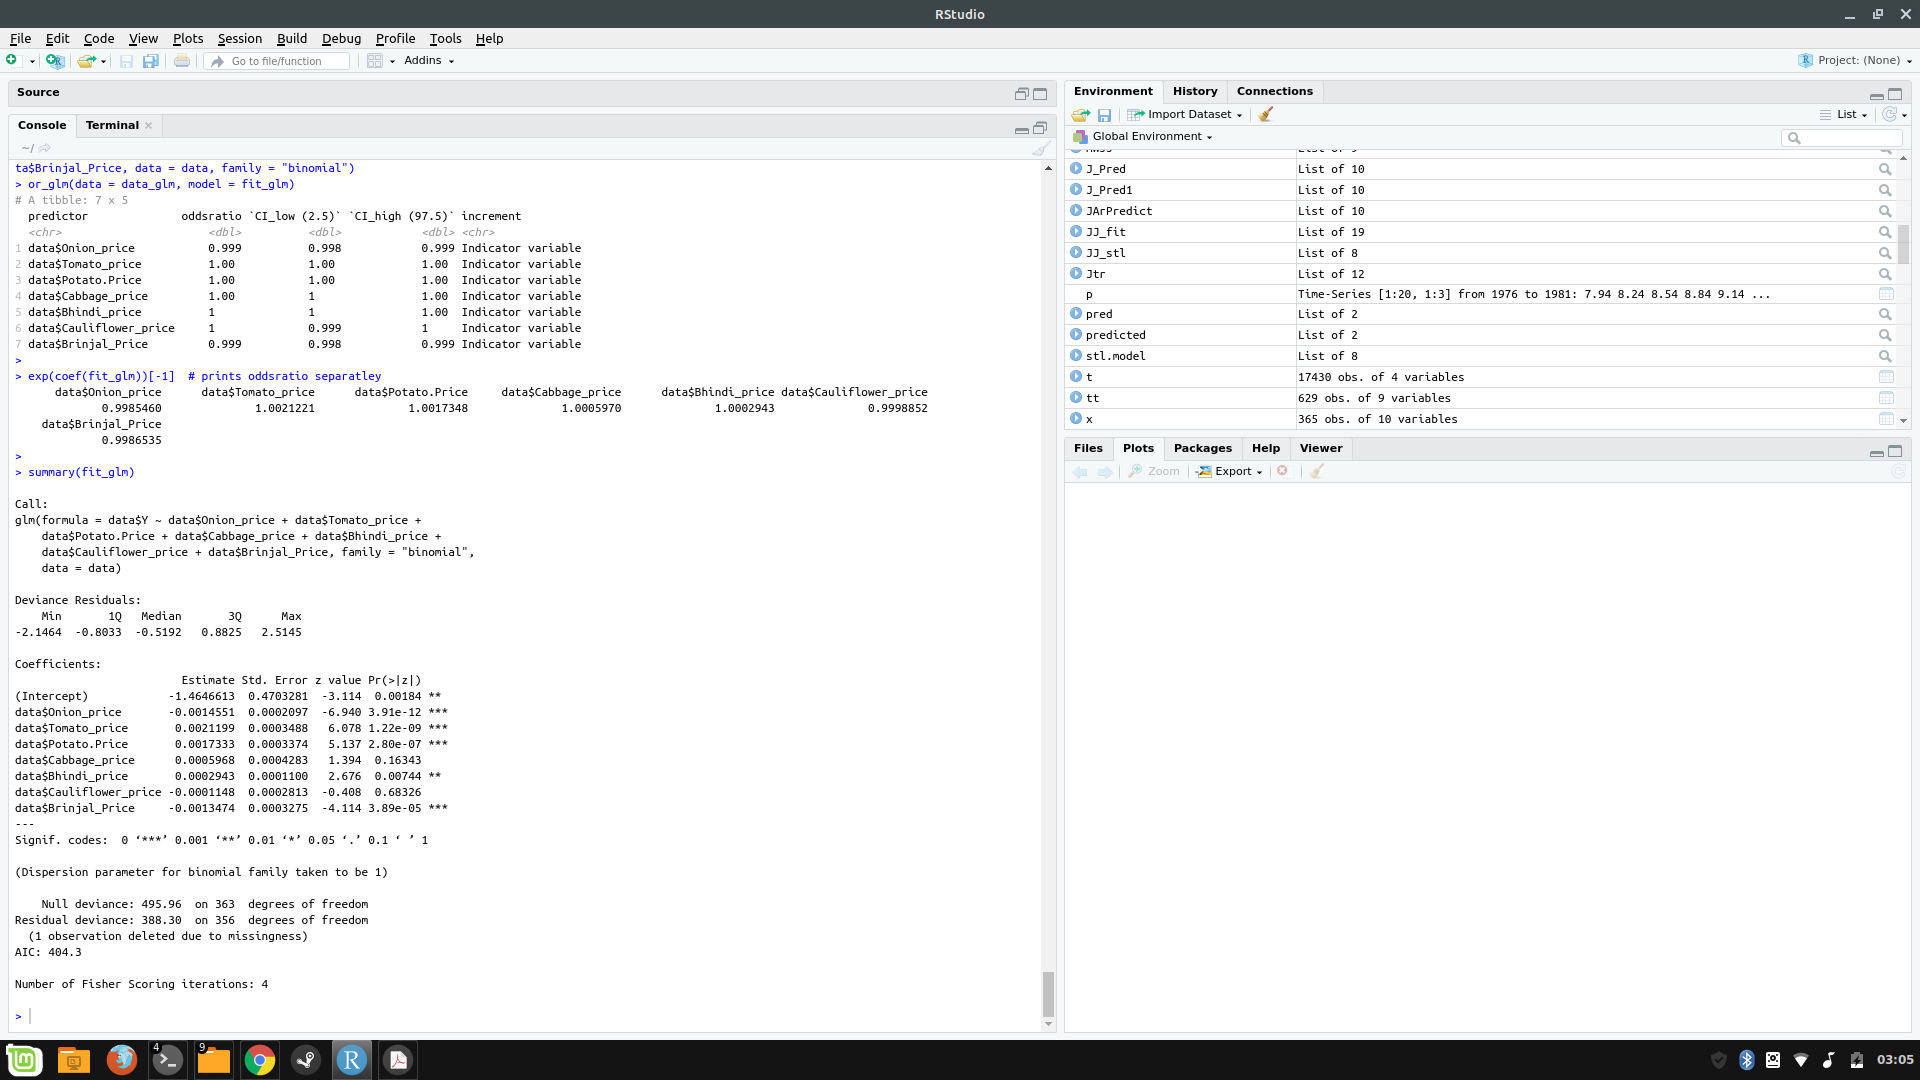 RStudio
File Edit Code View Plots Session Build Debug Profile Tools Help
Go to file/function Addins Project: (None)
Source
Console Terminal
~/
ta$Brinjal_Price, data = data, family = "binomial")
> or_glm(data = data_glm, model = fit_glm)
# A tibble: 7 x 5
predictor oddsratio `CI_low (2.5)` `CI_high (97.5)` increment
<chr> <dbl> <dbl> <dbl> <chr>
1 data$Onion_price 0.999 0.998 0.999 Indicator variable
2 data$Tomato_price 1.00 1.00 1.00 Indicator variable
3 data$Potato.Price 1.00 1.00 1.00 Indicator variable
4 data$Cabbage_price 1.00 1 1.00 Indicator variable
5 data$Bhindi_price 1 1 1.00 Indicator variable
6 data$Cauliflower_price 1 0.999 1 Indicator variable
7 data$Brinjal_Price 0.999 0.998 0.999 Indicator variable
>
> exp(coef(fit_glm))[-1] # prints oddsratio separatley
data$Onion_price data$Tomato_price data$Potato.Price data$Cabbage_price data$Bhindi_price data$Cauliflower_price
0.9985460 1.0021221 1.0017348 1.0005970 1.0002943 0.9998852
data$Brinjal_Price
0.9986535
>
> summary(fit_glm)
Call:
glm(formula = data$Y ~ data$Onion_price + data$Tomato_price +
data$Potato.Price + data$Cabbage_price + data$Bhindi_price +
data$Cauliflower_price + data$Brinjal_Price, family = "binomial",
data = data)
Deviance Residuals:
Min 1Q Median 3Q Max
-2.1464 -0.8033 -0.5192 0.8825 2.5145
Coefficients:
Estimate Std. Error z value Pr(>|z|)
(Intercept) -1.4646613 0.4703281 -3.114 0.00184 **
data$Onion_price -0.0014551 0.0002097 -6.940 3.91e-12 ***
data$Tomato_price 0.0021199 0.0003488 6.078 1.22e-09 ***
data$Potato.Price 0.0017333 0.0003374 5.137 2.80e-07 ***
data$Cabbage_price 0.0005968 0.0004283 1.394 0.16343
data$Bhindi_price 0.0002943 0.0001100 2.676 0.00744 **
data$Cauliflower_price -0.0001148 0.0002813 -0.408 0.68326
data$Brinjal_Price -0.0013474 0.0003275 -4.114 3.89e-05 ***
---
Signif. codes: 0 ‘***’ 0.001 ‘**’ 0.01 ‘*’ 0.05 ‘.’ 0.1 ‘ ’ 1
(Dispersion parameter for binomial family taken to be 1)
Null deviance: 495.96 on 363 degrees of freedom
Residual deviance: 388.30 on 356 degrees of freedom
(1 observation deleted due to missingness)
AIC: 404.3
Number of Fisher Scoring iterations: 4
>
Environment History Connections
Import Dataset List
Global Environment
J_Pred List of 10
J_Pred1 List of 10
JArPredict List of 10
JJ_fit List of 19
JJ_stl List of 8
Jtr List of 12
p Time-Series [1:20, 1:3] from 1976 to 1981: 7.94 8.24 8.54 8.84 9.14 ...
pred List of 2
predicted List of 2
stl.model List of 8
t 17430 obs. of 4 variables
tt 629 obs. of 9 variables
x 365 obs. of 10 variables
Files Plots Packages Help Viewer
Zoom Export
4 9 R 03:05